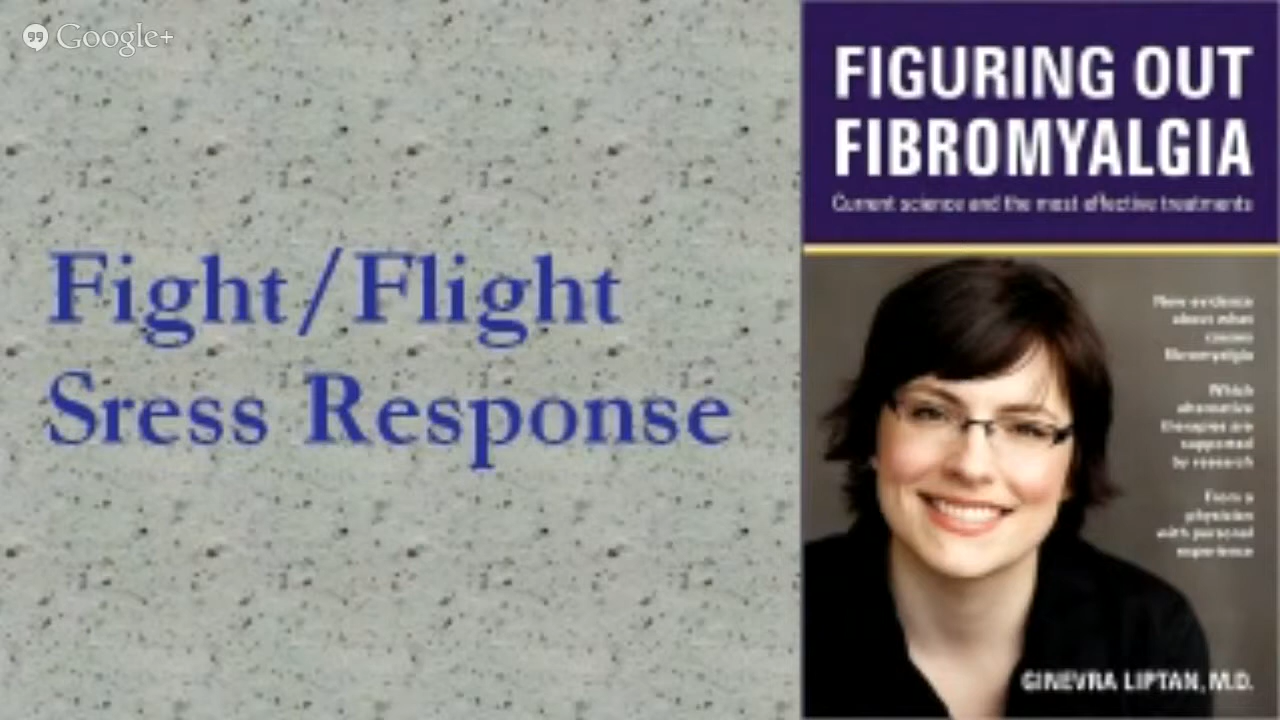 Google+
Fight/Flight
Sress Response
FIGURING OUT
FIBROMYALGIA
Current science and the most effective treatments
New evidence
about what
causes
fibromyalgia
Which
alternative
therapies are
supported
by research
From a
physician
with personal
experience
GINEVRA LIPTAN, M.D.